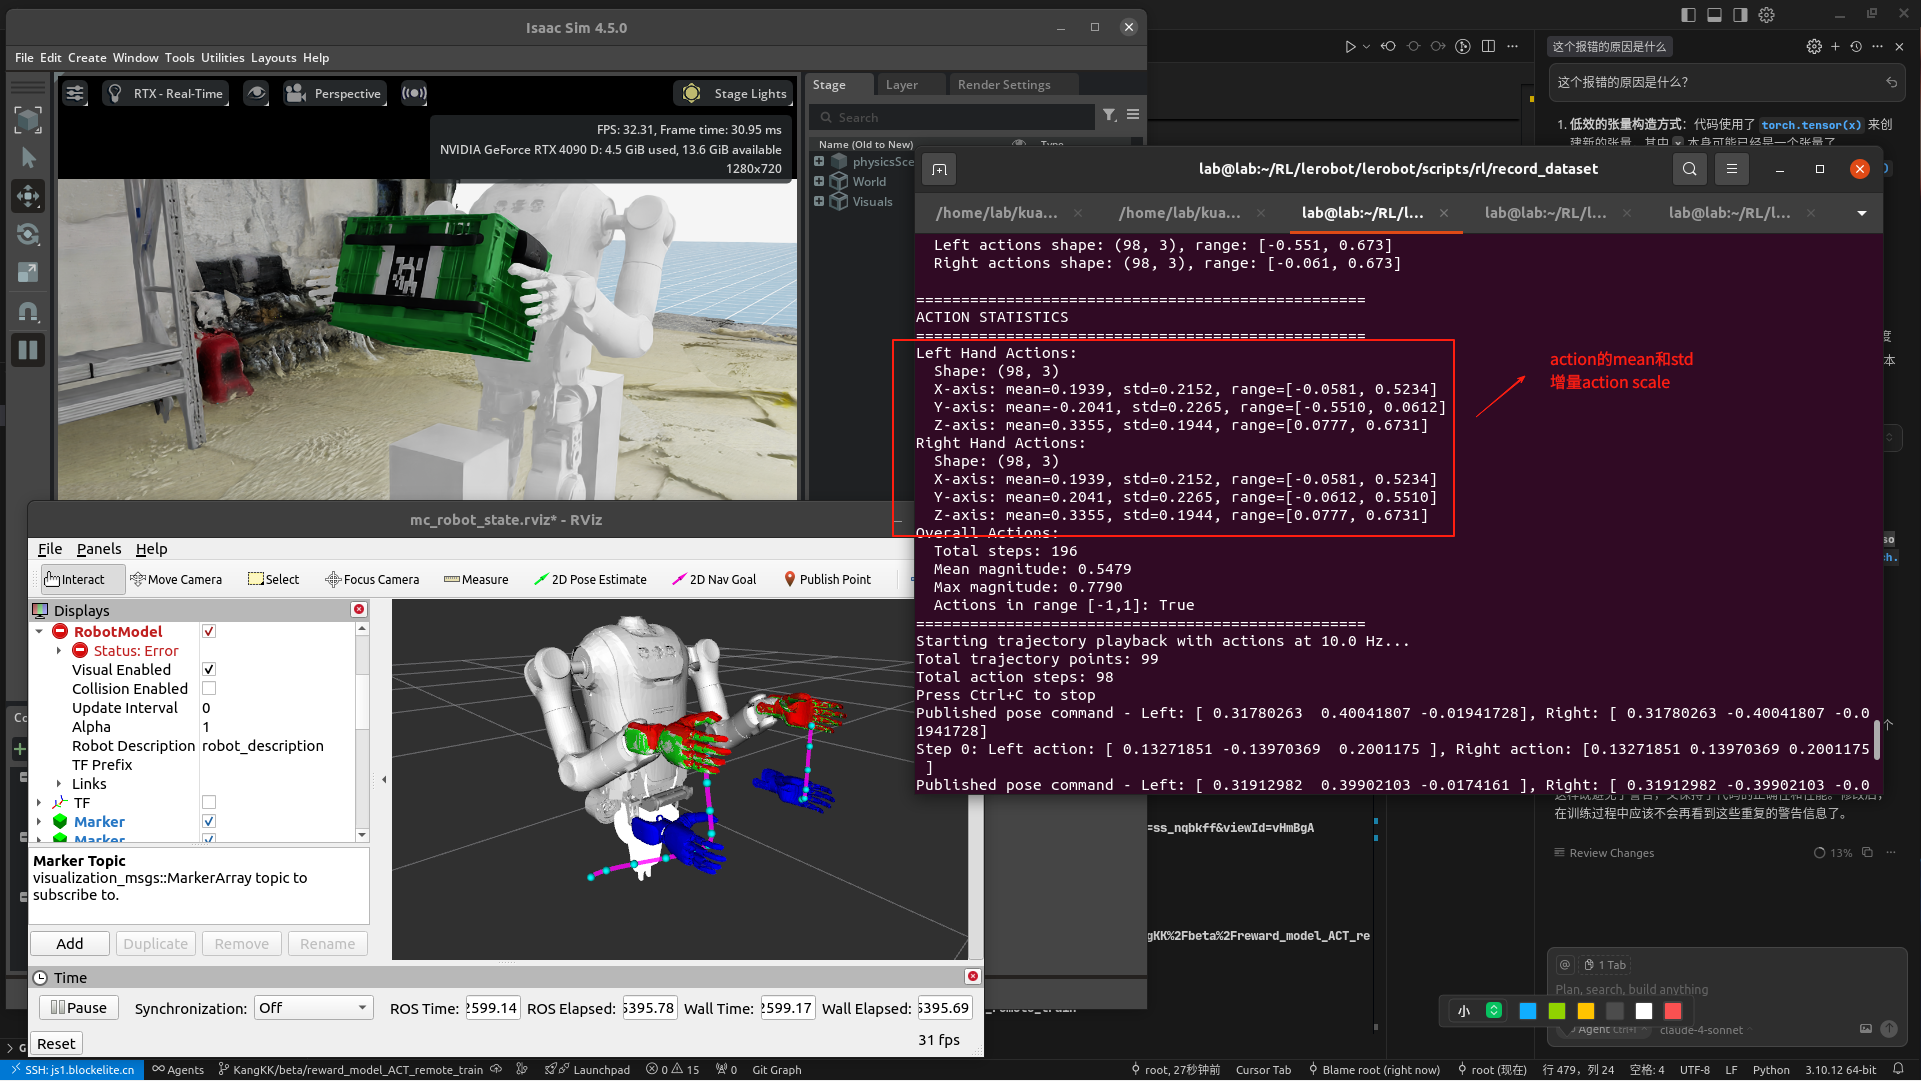 Isaac Sim 4.5.0
File Edit Create Window Tools Utilities Layouts Help
RTX - Real-Time
Perspective
Stage Lights
FPS: 32.31, Frame time: 30.95 ms
NVIDIA GeForce RTX 4090 D: 4.5 GiB used, 13.6 GiB available
1280x720
Stage
Layer
Render Settings
Search
Name (Old to New)
Type
physicsSce
World
Visuals
这个报错的原因是什么
这个报错的原因是什么？
1. 低效的张量构造方式：代码使用了 torch.tensor(x) 来创
lab@lab:~/RL/lerobot/lerobot/scripts/rl/record_dataset
/home/lab/kua...
/home/lab/kua...
lab@lab:~/RL/l...
lab@lab:~/RL/l...
lab@lab:~/RL/l...
Left actions shape: (98, 3), range: [-0.551, 0.673]
Right actions shape: (98, 3), range: [-0.061, 0.673]
==================================================
ACTION STATISTICS
==================================================
Left Hand Actions:
Shape: (98, 3)
X-axis: mean=0.1939, std=0.2152, range=[-0.0581, 0.5234]
Y-axis: mean=-0.2041, std=0.2265, range=[-0.5510, 0.0612]
Z-axis: mean=0.3355, std=0.1944, range=[0.0777, 0.6731]
Right Hand Actions:
Shape: (98, 3)
X-axis: mean=0.1939, std=0.2152, range=[-0.0581, 0.5234]
Y-axis: mean=0.2041, std=0.2265, range=[-0.0612, 0.5510]
Z-axis: mean=0.3355, std=0.1944, range=[0.0777, 0.6731]
Overall Actions:
Total steps: 196
Mean magnitude: 0.5479
Max magnitude: 0.7790
Actions in range [-1,1]: True
==================================================
Starting trajectory playback with actions at 10.0 Hz...
Total trajectory points: 99
Total action steps: 98
Press Ctrl+C to stop
Published pose command - Left: [ 0.31780263  0.40041807 -0.01941728], Right: [ 0.31780263 -0.40041807 -0.0
1941728]
Step 0: Left action: [ 0.13271851 -0.13970369  0.2001175 ], Right action: [0.13271851 0.13970369 0.2001175
]
Published pose command - Left: [ 0.31912982  0.39902103 -0.0174161 ], Right: [ 0.31912982 -0.39902103 -0.0
action的mean和std
增量action scale
mc_robot_state.rviz* - RViz
File Panels Help
Interact
Move Camera
Select
Focus Camera
Measure
2D Pose Estimate
2D Nav Goal
Publish Point
Displays
RobotModel
Status: Error
Visual Enabled
Collision Enabled
Update Interval 0
Alpha 1
Robot Description robot_description
TF Prefix
Links
TF
Marker
Marker
Marker Topic
visualization_msgs::MarkerArray topic to
subscribe to.
Add
Duplicate
Remove
Rename
Time
Pause
Synchronization: Off
ROS Time: 2599.14
ROS Elapsed: 5395.78
Wall Time: 2599.17
Wall Elapsed: 5395.69
Reset
31 fps
=ss_nqbkff&viewId=vHmBgA
gKK%2Fbeta%2Freward_model_ACT_re
在训练过程中应该不会再看到这些重复的警告信息了。
Review Changes
13%
1 Tab
Plan, search, build anything
小
Agent Ctrl+I
claude-4-sonnet
SSH: js1.blockelite.cn
Agents
KangKK/beta/reward_model_ACT_remote_train
Launchpad
0 15
0
Git Graph
root, 27秒钟前
Cursor Tab
Blame root (right now)
root (现在)
行 479，列 24
空格: 4
UTF-8
LF
Python
3.10.12 64-bit